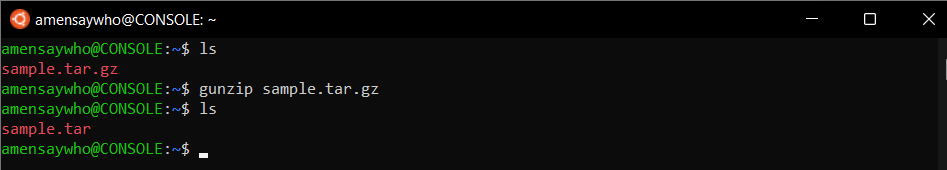 amensaywho@CONSOLE: ~
amensaywho@CONSOLE:~$ ls
sample.tar.gz
amensaywho@CONSOLE:~$ gunzip sample.tar.gz
amensaywho@CONSOLE:~$ ls
sample.tar
amensaywho@CONSOLE:~$